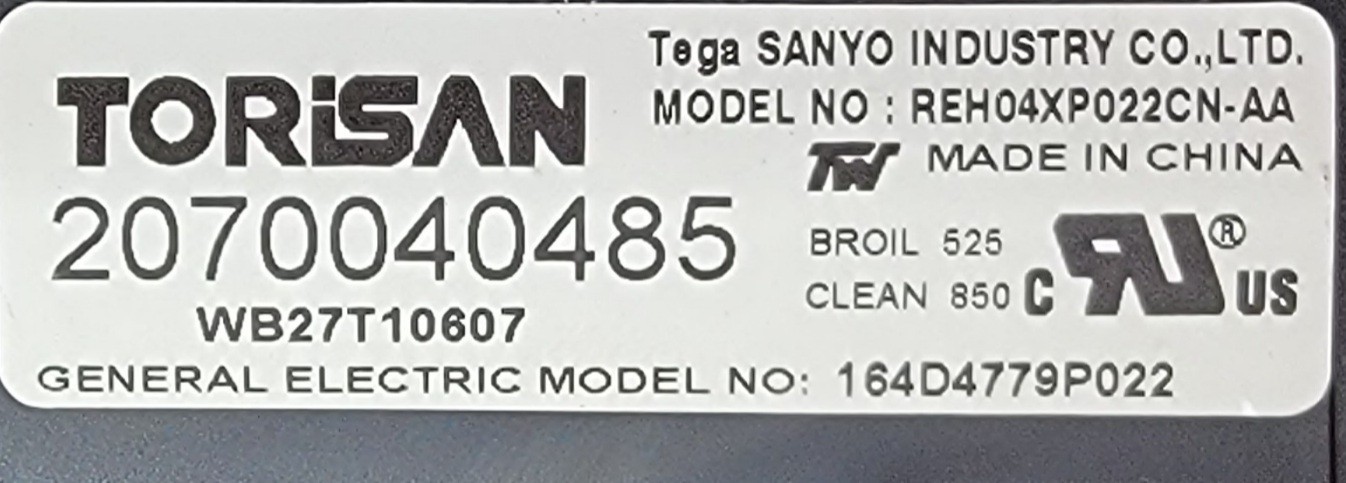 Tega SANYO INDUSTRY CO.,LTD.
TORiSAN
MODEL NO : REH04XP022CN-AA
MADE IN CHINA
2070040485
BROIL 525
CLEAN 850
C RU ® US
WB27T10607
GENERAL ELECTRIC MODEL NO: 164D4779P022